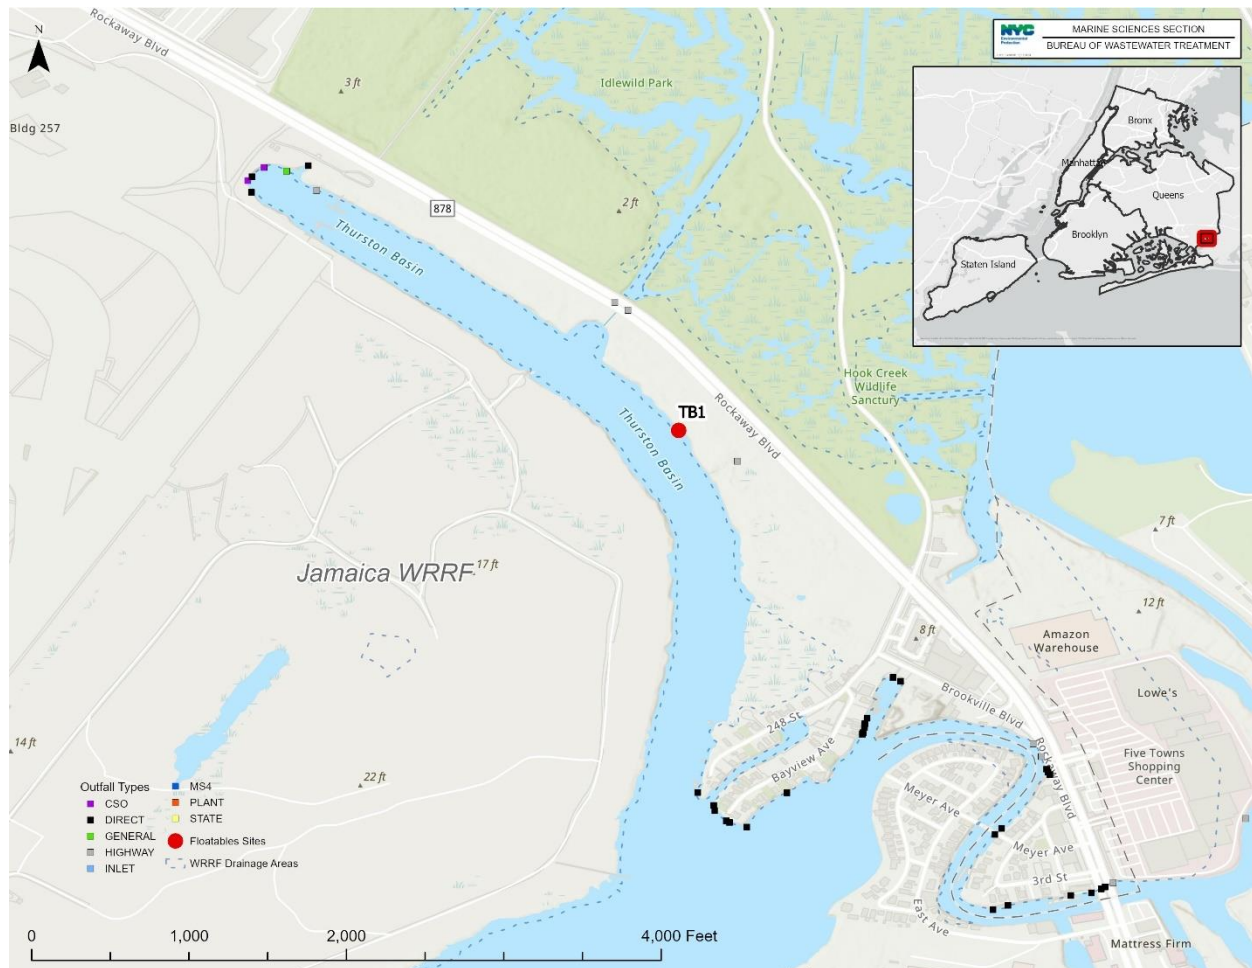 N
Rockaway Blvd
3 ft
Idlewild Park
Bldg 257
NYC
Environmental
Protection
MARINE SCIENCES SECTION
BUREAU OF WASTEWATER TREATMENT
Bronx
Manhattan
Queens
Brooklyn
Staten Island
878
2 ft
Thurston Basin
Hook Creek
Wildlife
Sanctury
TB1
Rockaway Blvd
Thurston Basin
7 ft
Jamaica WRRF
17 ft
12 ft
8 ft
Amazon
Warehouse
Lowe's
Brookville Blvd
248 St
Bayview Ave
Rockaway Blvd
Five Towns
Shopping
Center
14 ft
22 ft
Meyer Ave
Meyer Ave
3rd St
East Ave
Mattress Firm
Outfall Types
CSO
DIRECT
GENERAL
HIGHWAY
INLET
MS4
PLANT
STATE
Floatables Sites
WRRF Drainage Areas
0 1,000 2,000 4,000 Feet